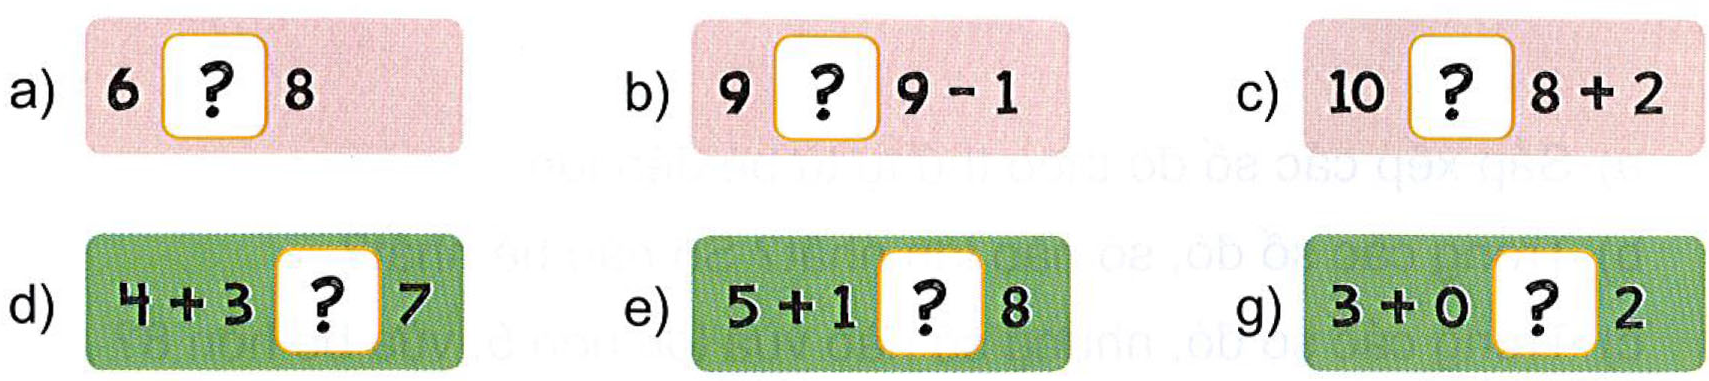 a) 6 ? 8 b) 9 ? 9 - 1 c) 10 ? 8 + 2
d) 4 + 3 ? 7 e) 5 + 1 ? 8 g) 3 + 0 ? 2